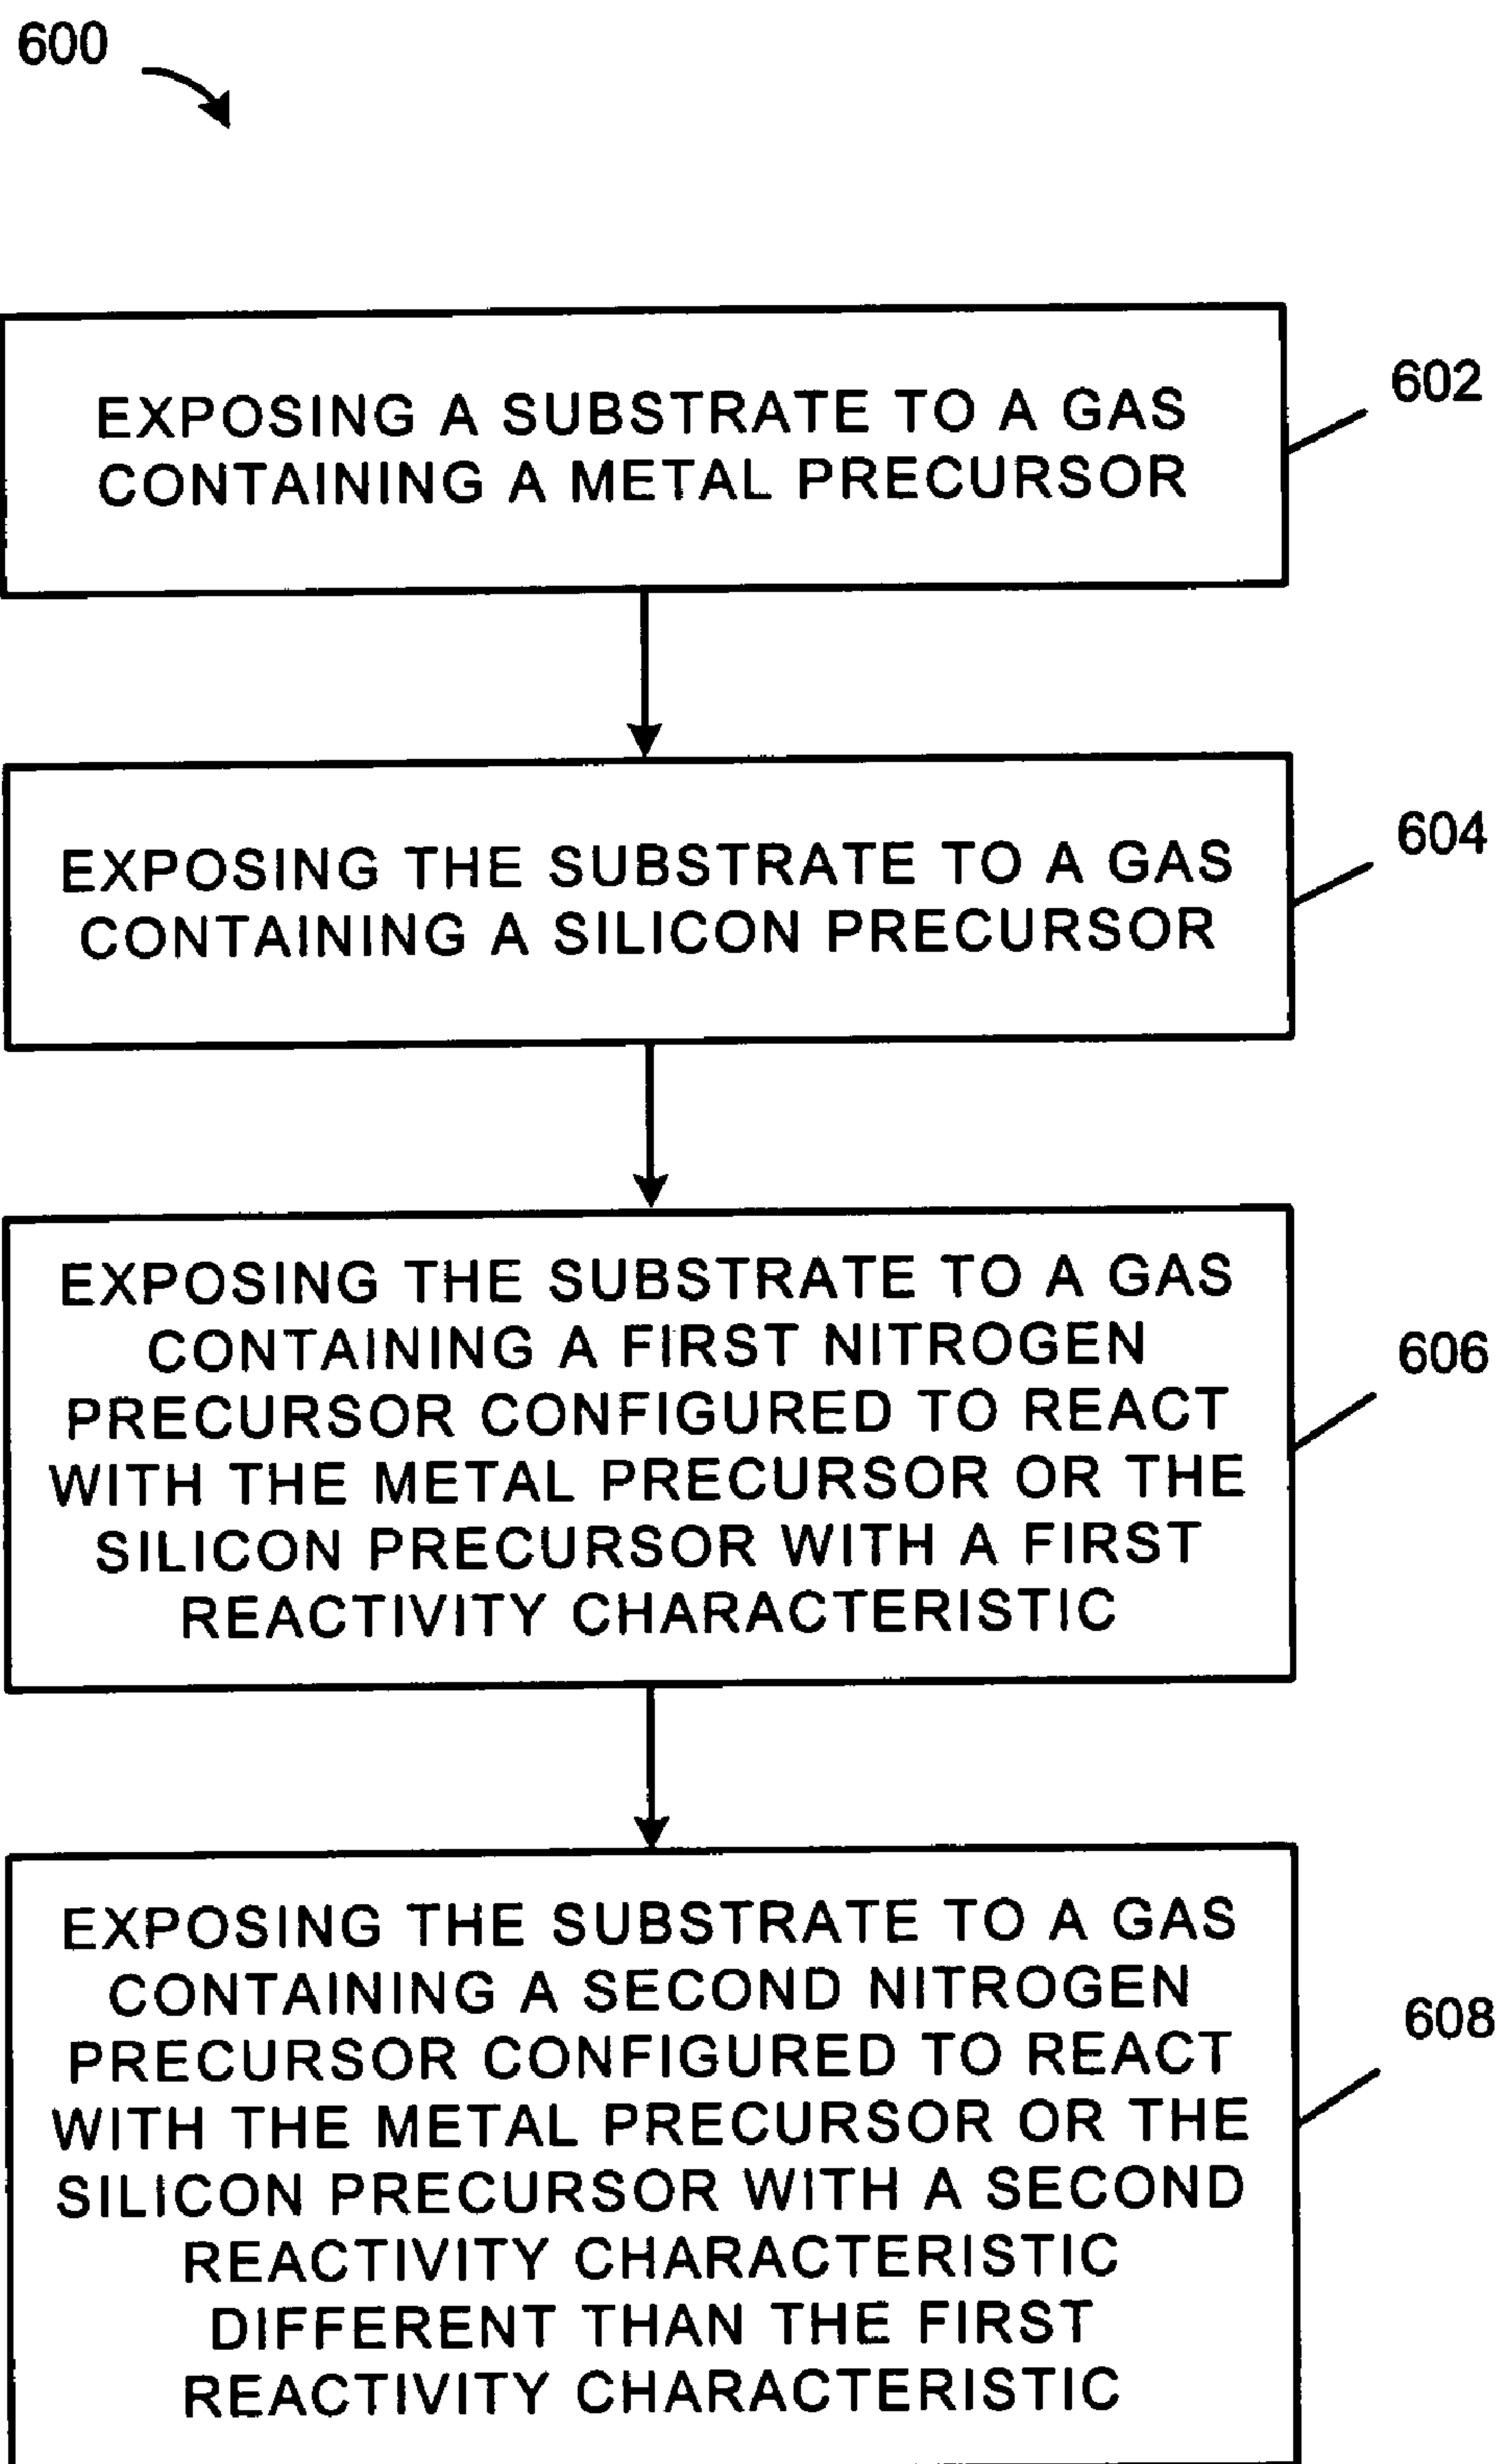 600
EXPOSING A SUBSTRATE TO A GAS
CONTAINING A METAL PRECURSOR
602
EXPOSING THE SUBSTRATE TO A GAS
CONTAINING A SILICON PRECURSOR
604
EXPOSING THE SUBSTRATE TO A GAS
CONTAINING A FIRST NITROGEN
PRECURSOR CONFIGURED TO REACT
WITH THE METAL PRECURSOR OR THE
SILICON PRECURSOR WITH A FIRST
REACTIVITY CHARACTERISTIC
606
EXPOSING THE SUBSTRATE TO A GAS
CONTAINING A SECOND NITROGEN
PRECURSOR CONFIGURED TO REACT
WITH THE METAL PRECURSOR OR THE
SILICON PRECURSOR WITH A SECOND
REACTIVITY CHARACTERISTIC
DIFFERENT THAN THE FIRST
REACTIVITY CHARACTERISTIC
608